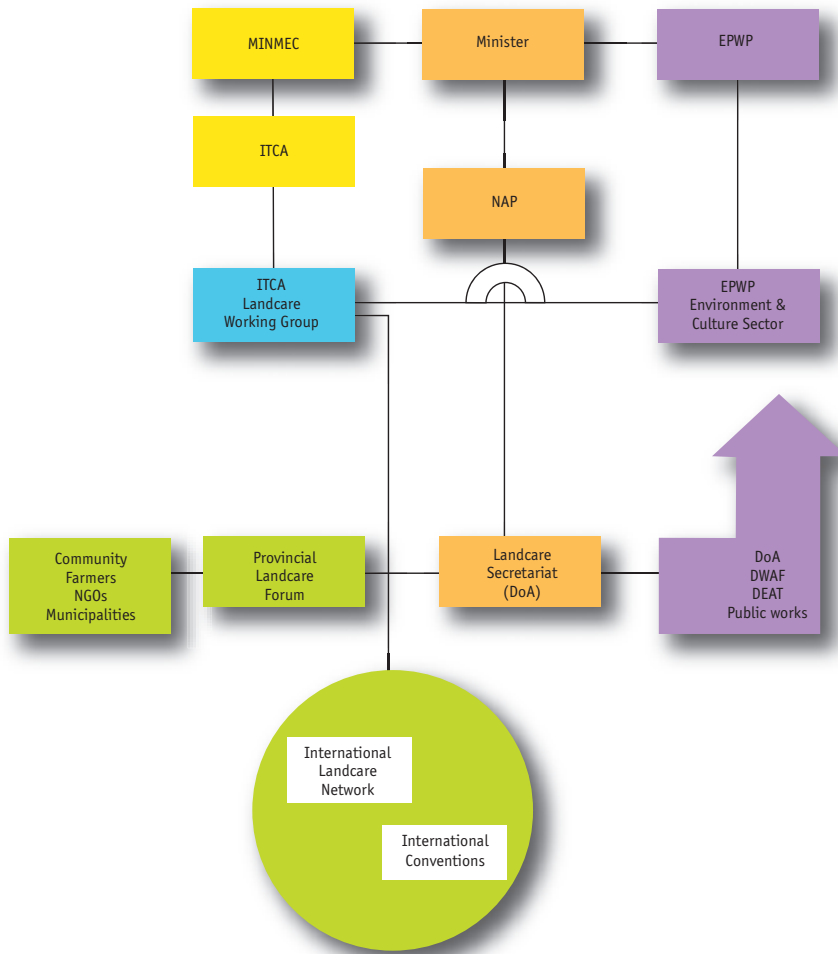 MINMEC
Minister
EPWP
ITCA
NAP
ITCA
Landcare
Working Group
EPWP
Environment &
Culture Sector
Community
Farmers
NGOs
Municipalities
Provincial
Landcare
Forum
Landcare
Secretariat
(DoA)
DoA
DWAF
DEAT
Public works
International
Landcare
Network
International
Conventions